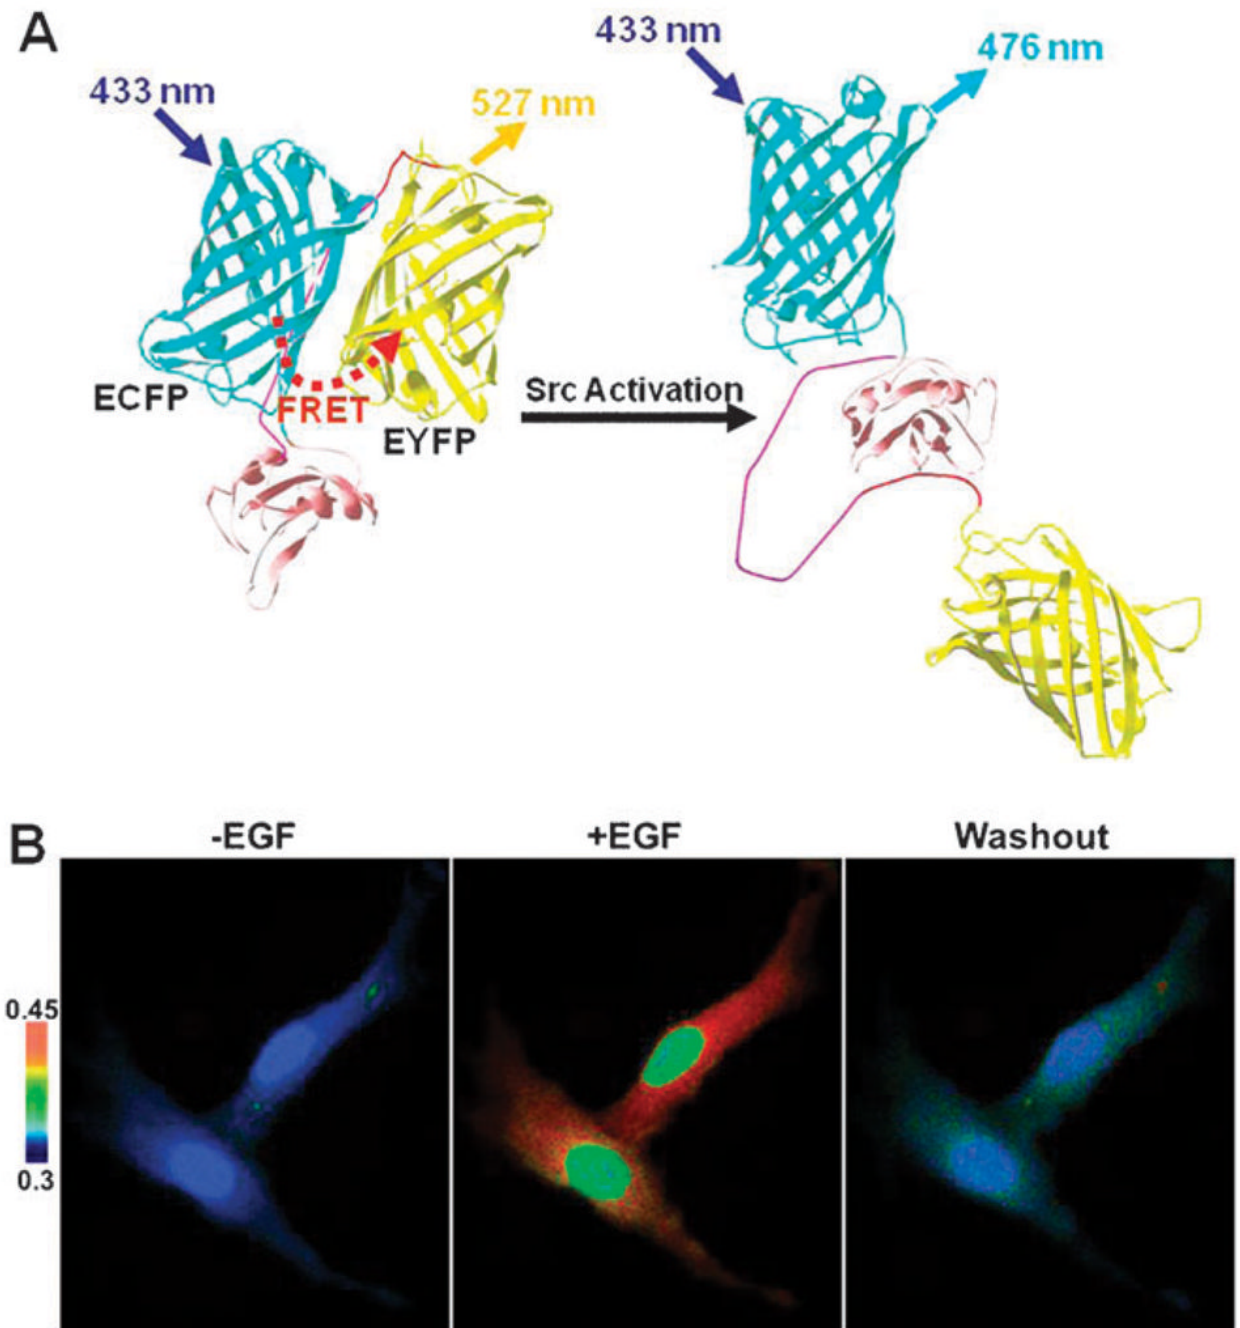 A
433 nm
527 nm
433 nm
476 nm
ECFP
FRET
EYFP
Src Activation
B
-EGF
+EGF
Washout
0.45
0.3